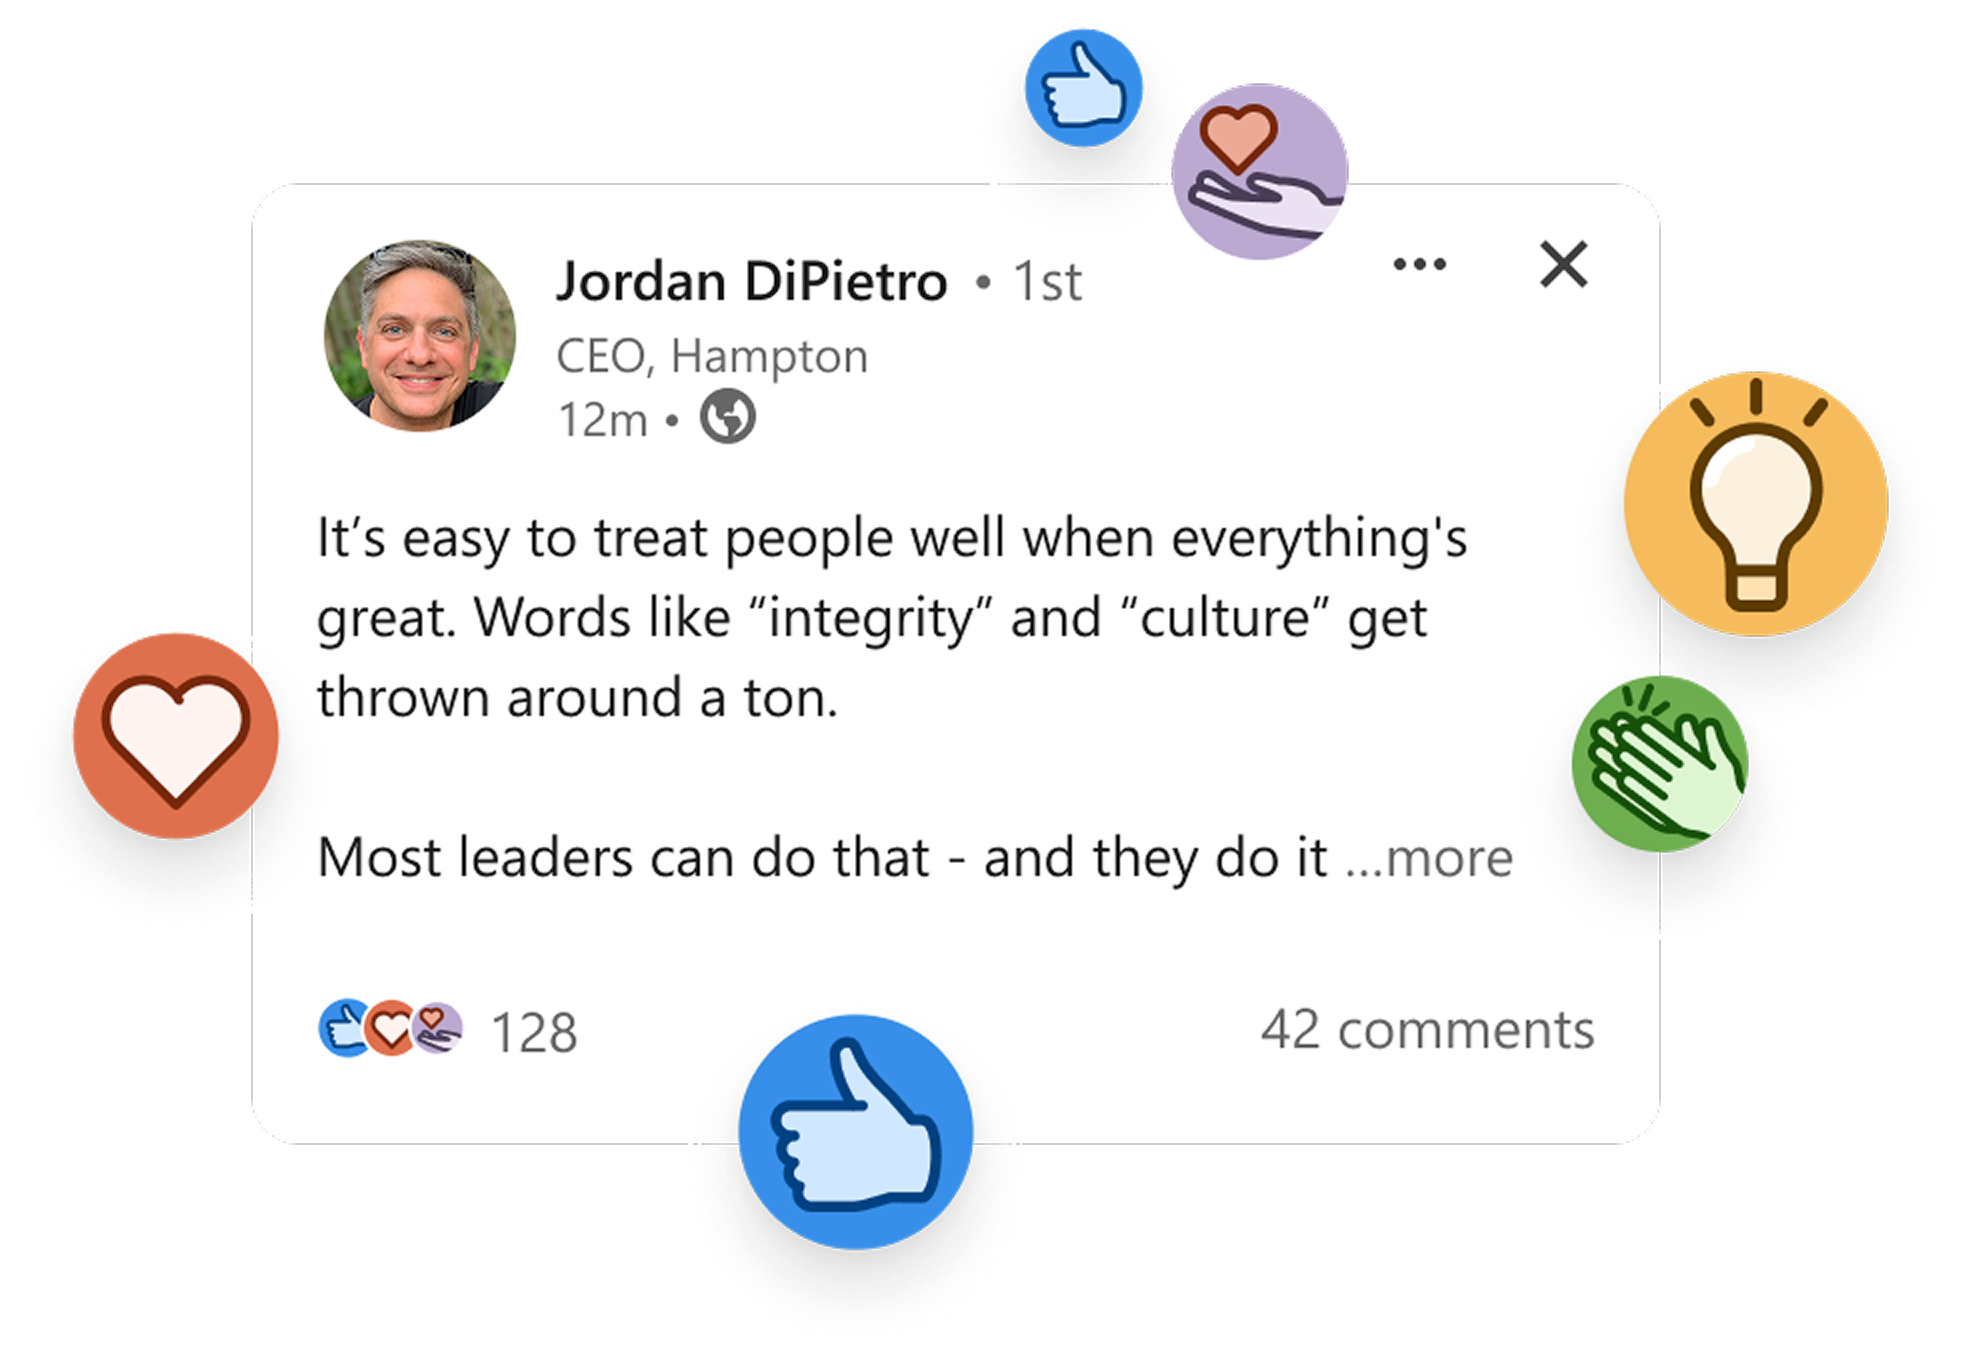 Jordan DiPietro • 1st
CEO, Hampton
12m •
It’s easy to treat people well when everything's
great. Words like “integrity” and “culture” get
thrown around a ton.
Most leaders can do that - and they do it ...more
128
42 comments